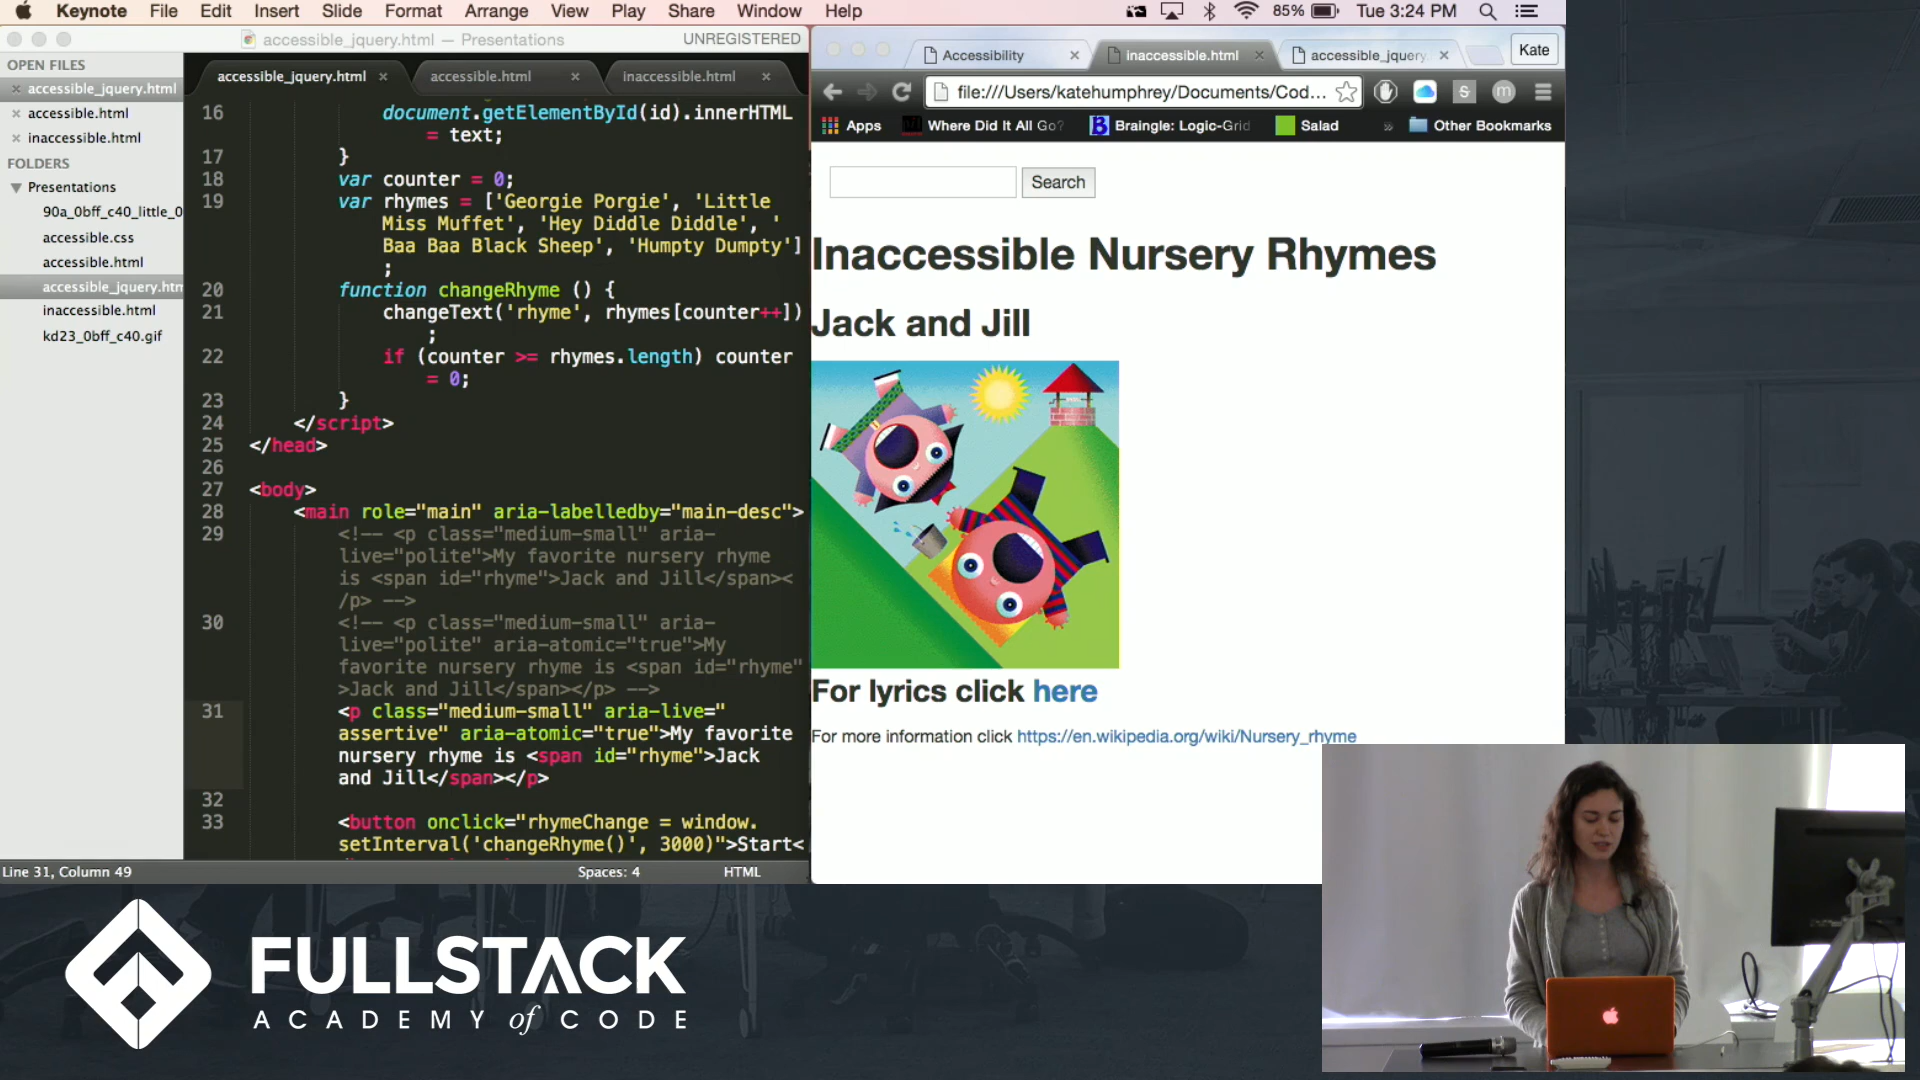 Keynote File Edit Insert Slide Format Arrange View Play Share Window Help 85% Tue 3:24 PM
accessible_jquery.html — Presentations UNREGISTERED
OPEN FILES
accessible_jquery.html
accessible.html
inaccessible.html
FOLDERS
Presentations
90a_0bff_c40_little_0
accessible.css
accessible.html
accessible_jquery.htm
inaccessible.html
kd23_0bff_c40.gif
accessible_jquery.html accessible.html inaccessible.html
16 document.getElementById(id).innerHTML
= text;
17 }
18 var counter = 0;
19 var rhymes = ['Georgie Porgie', 'Little
Miss Muffet', 'Hey Diddle Diddle', '
Baa Baa Black Sheep', 'Humpty Dumpty']
;
20 function changeRhyme () {
21 changeText('rhyme', rhymes[counter++])
;
22 if (counter >= rhymes.length) counter
= 0;
23 }
24 </script>
25 </head>
26
27 <body>
28 <main role="main" aria-labelledby="main-desc">
29 <!-- <p class="medium-small" aria-
live="polite">My favorite nursery rhyme
is <span id="rhyme">Jack and Jill</span><
/p> -->
30 <!-- <p class="medium-small" aria-
live="polite" aria-atomic="true">My
favorite nursery rhyme is <span id="rhyme"
>Jack and Jill</span></p> -->
31 <p class="medium-small" aria-live="
assertive" aria-atomic="true">My favorite
nursery rhyme is <span id="rhyme">Jack
and Jill</span></p>
32
33 <button onclick="rhymeChange = window.
setInterval('changeRhyme()', 3000)">Start<
Line 31, Column 49 Spaces: 4 HTML
Accessibility inaccessible.html accessible_jquery. Kate
file:///Users/katehumphrey/Documents/Cod...
Apps Where Did It All Go? Braingle: Logic-Grid Salad » Other Bookmarks
Search
Inaccessible Nursery Rhymes
Jack and Jill
For lyrics click here
For more information click https://en.wikipedia.org/wiki/Nursery_rhyme
FULLSTACK
ACADEMY of CODE